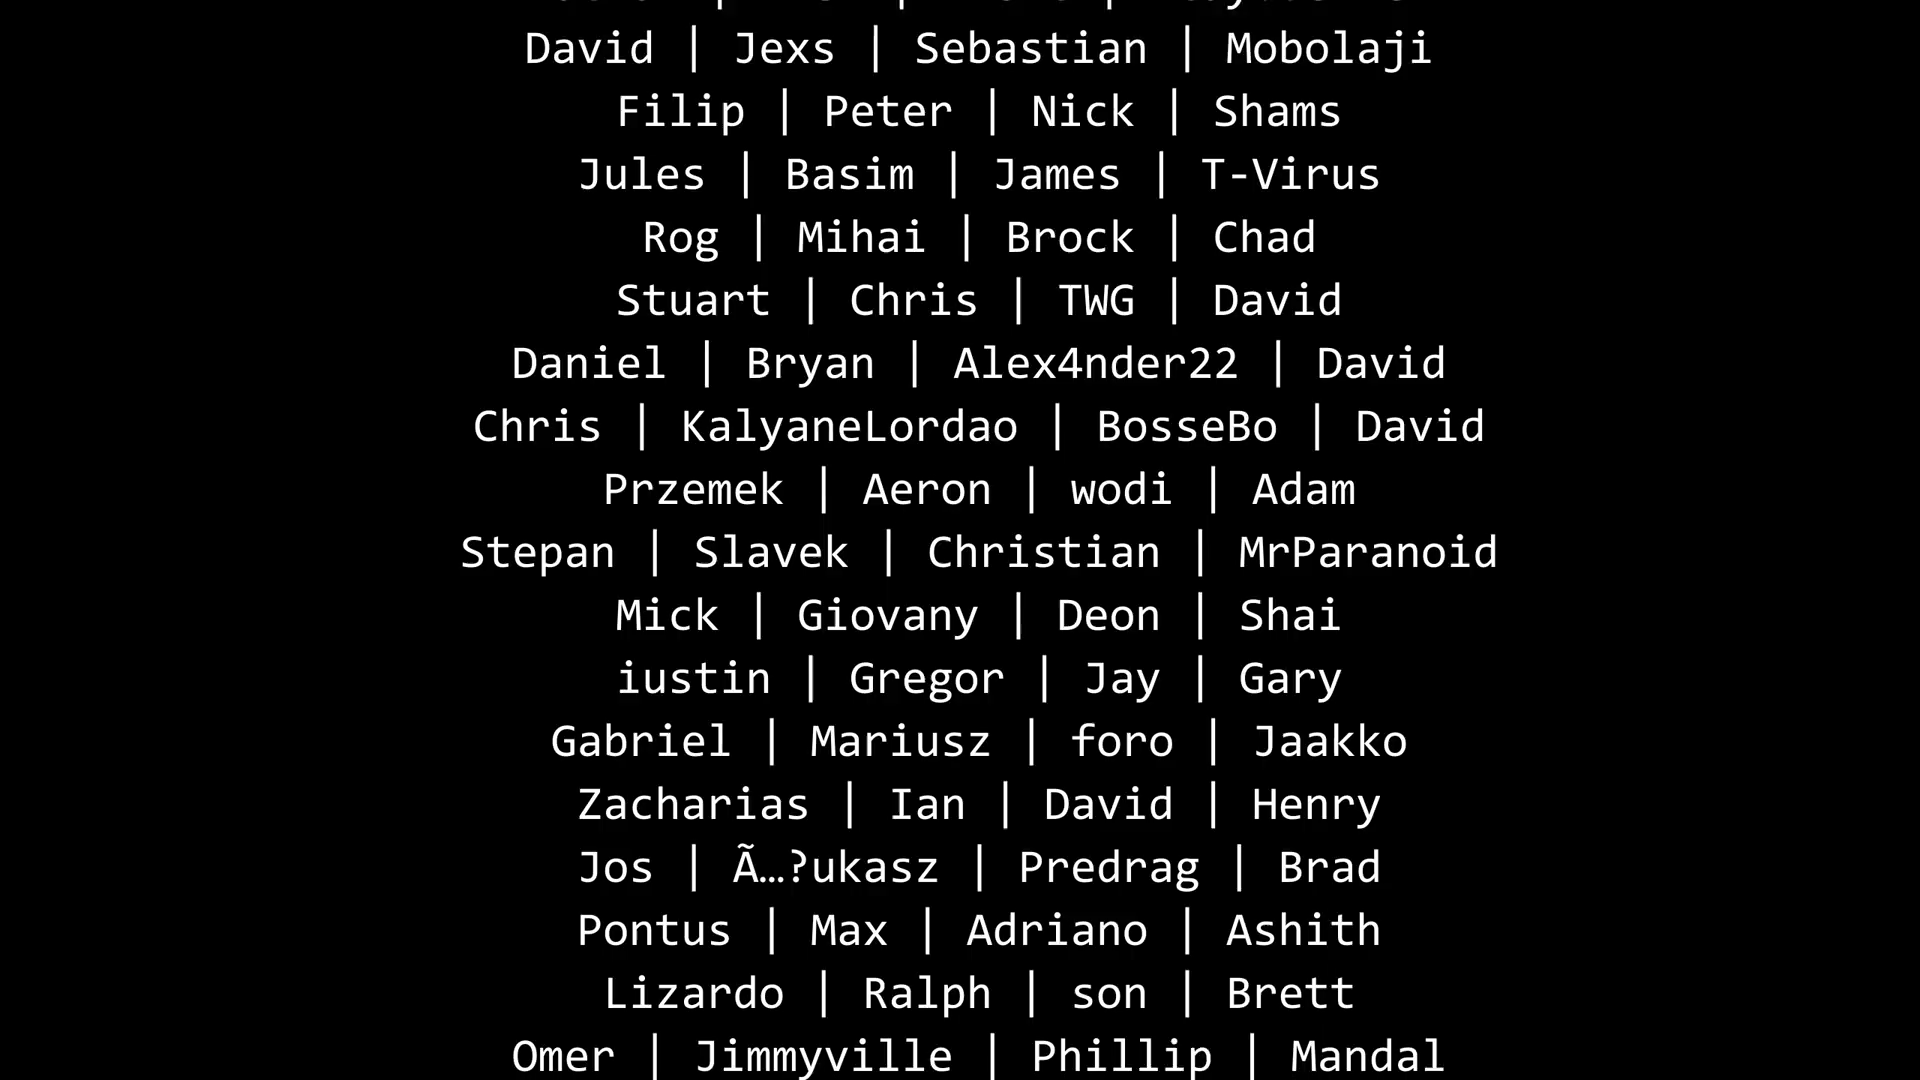 David | Jexs | Sebastian | Mobolaji
Filip | Peter | Nick | Shams
Jules | Basim | James | T-Virus
Rog | Mihai | Brock | Chad
Stuart | Chris | TWG | David
Daniel | Bryan | Alex4nder22 | David
Chris | KalyaneLordao | BosseBo | David
Przemek | Aeron | wodi | Adam
Stepan | Slavek | Christian | MrParanoid
Mick | Giovany | Deon | Shai
iustin | Gregor | Jay | Gary
Gabriel | Mariusz | foro | Jaakko
Zacharias | Ian | David | Henry
Jos | Ã…?ukasz | Predrag | Brad
Pontus | Max | Adriano | Ashith
Lizardo | Ralph | son | Brett
Omer | Jimmyville | Phillip | Mandal